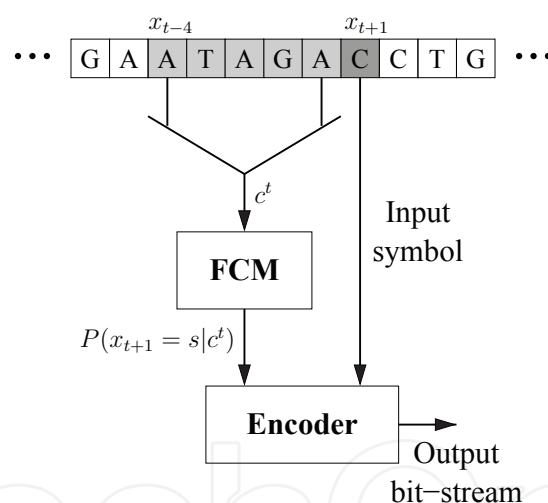 x_{t−4} x_{t+1}
••• G A A T A G A C C T G •••
c^t
Input
symbol
FCM
P(x_{t+1} = s|c^t)
Encoder
Output
bit−stream